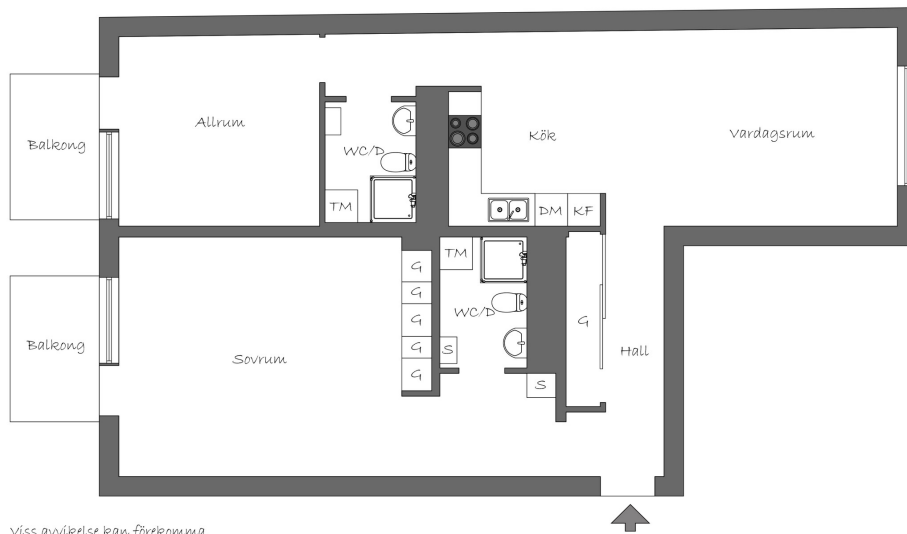 Allrum
Balkong
WC/D
TM
Kök
Vardagsrum
DM
KF
Balkong
Sovrum
G
G
G
G
G
TM
WC/D
S
S
G
Hall
Viss avvikelse kan förekomma